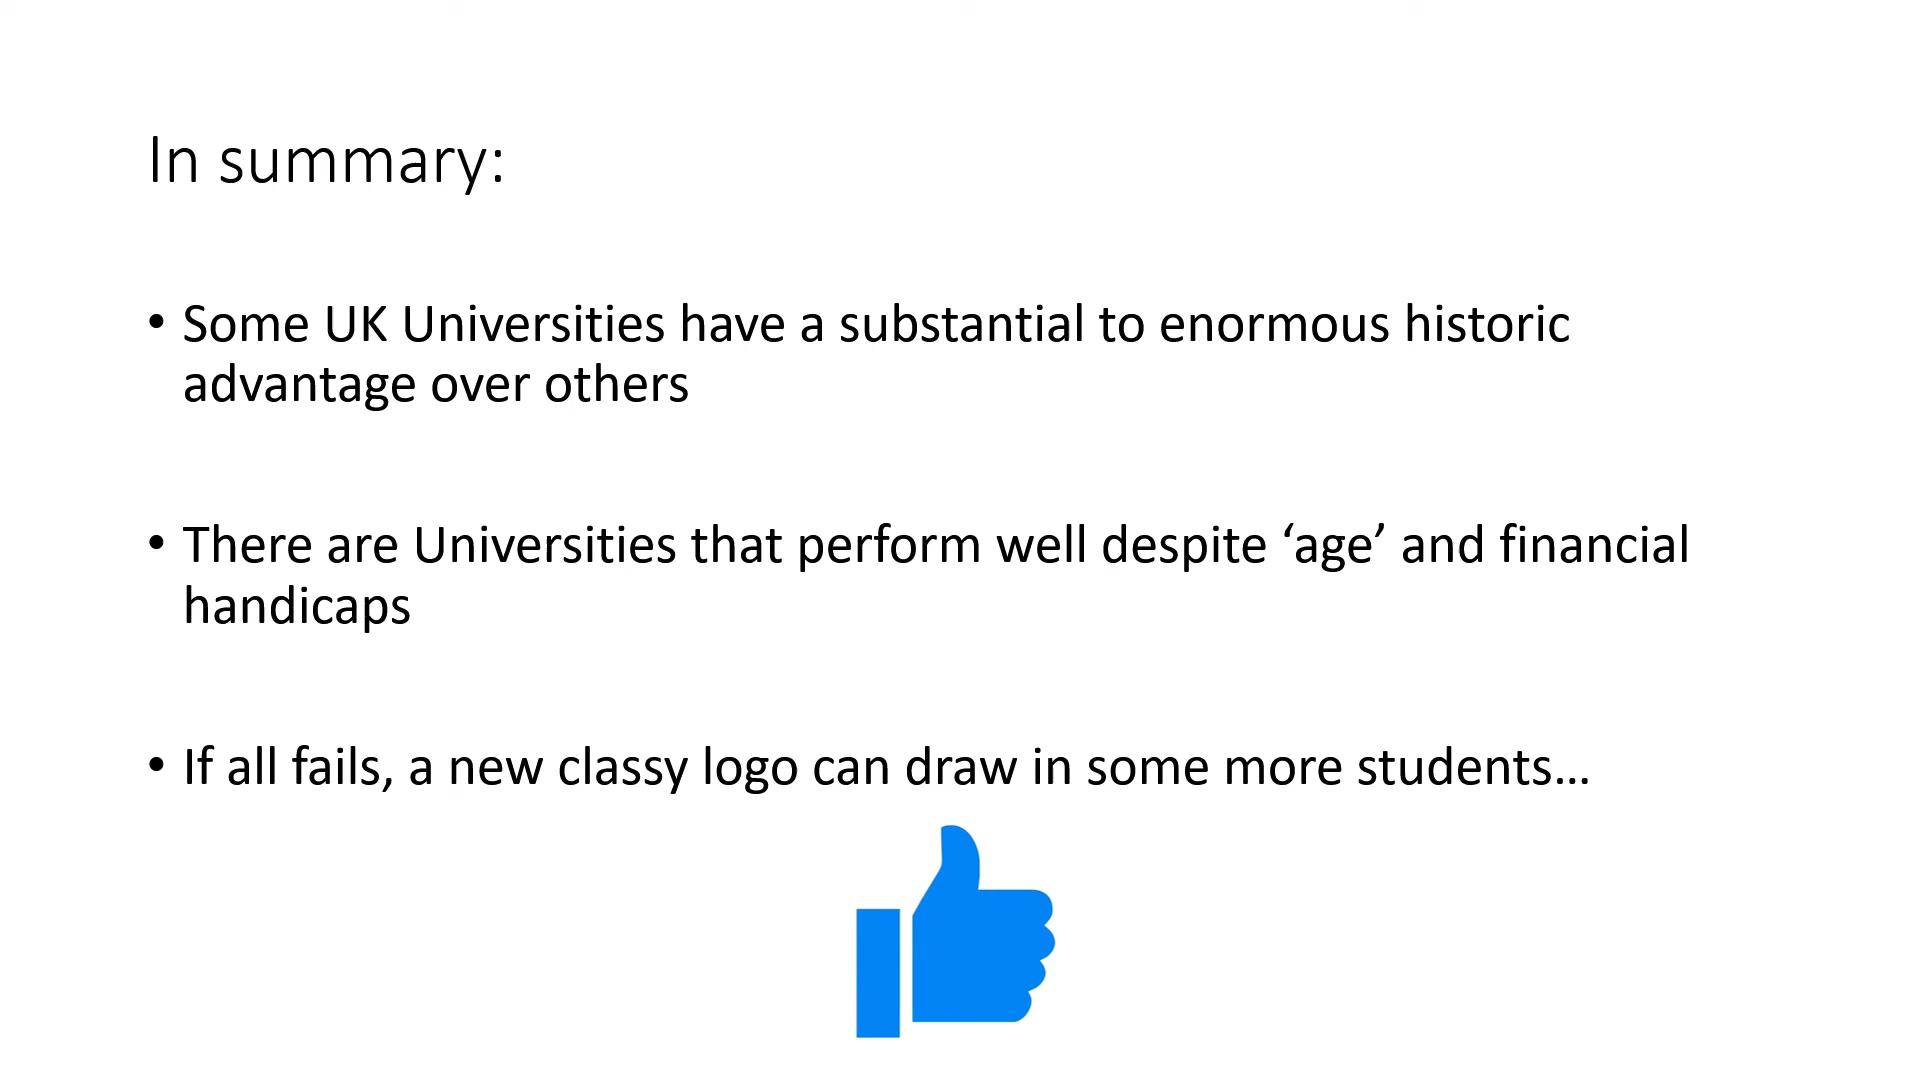 In summary:
• Some UK Universities have a substantial to enormous historic
advantage over others
• There are Universities that perform well despite ‘age’ and financial
handicaps
• If all fails, a new classy logo can draw in some more students…